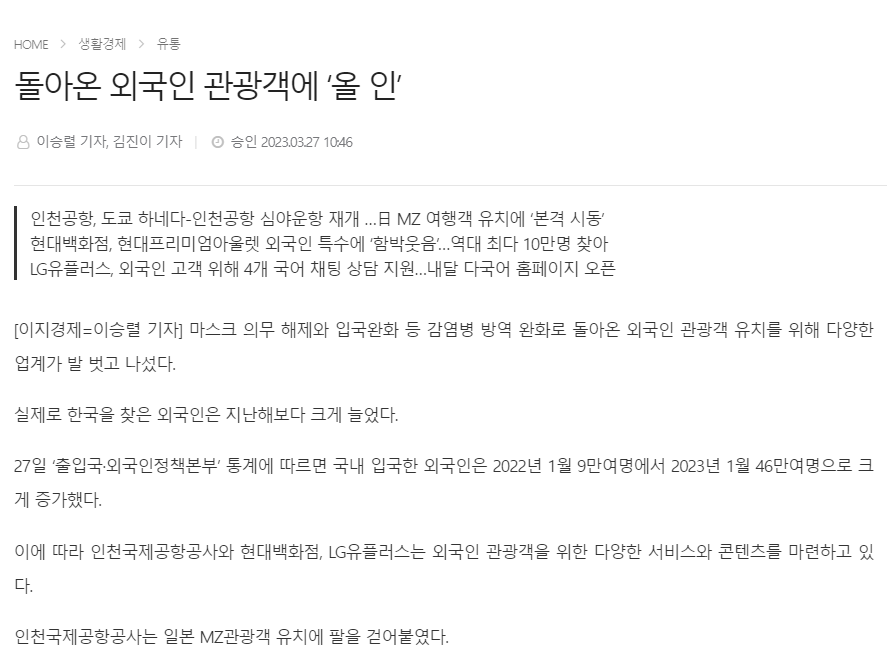 HOME > 생활경제 > 유통
돌아온 외국인 관광객에 ‘올 인’
이승렬 기자, 김진이 기자 | 승인 2023.03.27 10:46
인천공항, 도쿄 하네다-인천공항 심야운항 재개 …日 MZ 여행객 유치에 ‘본격 시동’
현대백화점, 현대프리미엄아울렛 외국인 특수에 ‘함박웃음’…역대 최다 10만명 찾아
LG유플러스, 외국인 고객 위해 4개 국어 채팅 상담 지원…내달 다국어 홈페이지 오픈
[이지경제=이승렬 기자] 마스크 의무 해제와 입국완화 등 감염병 방역 완화로 돌아온 외국인 관광객 유치를 위해 다양한
업계가 발 벗고 나섰다.
실제로 한국을 찾은 외국인은 지난해보다 크게 늘었다.
27일 ‘출입국·외국인정책본부’ 통계에 따르면 국내 입국한 외국인은 2022년 1월 9만여명에서 2023년 1월 46만여명으로 크
게 증가했다.
이에 따라 인천국제공항공사와 현대백화점, LG유플러스는 외국인 관광객을 위한 다양한 서비스와 콘텐츠를 마련하고 있
다.
인천국제공항공사는 일본 MZ관광객 유치에 팔을 걷어붙였다.